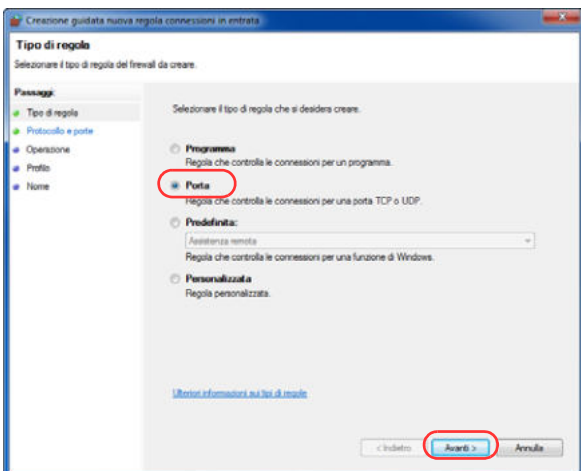 Creazione guidata nuova regola connessioni in entrata
Tipo di regola
Selezionare il tipo di regola del firewall da creare.
Passaggi:
Tipo di regola
Protocollo e porte
Operazione
Profilo
Nome
Selezionare il tipo di regola che si desidera creare.
Programma
Regola che controlla le connessioni per un programma.
Porta
Regola che controlla le connessioni per una porta TCP o UDP.
Predefinita:
Assistenza remota
Regola che controlla le connessioni per una funzione di Windows.
Personalizzata
Regola personalizzata.
Ulteriori informazioni sui tipi di regole
< Indietro
Avanti >
Annulla